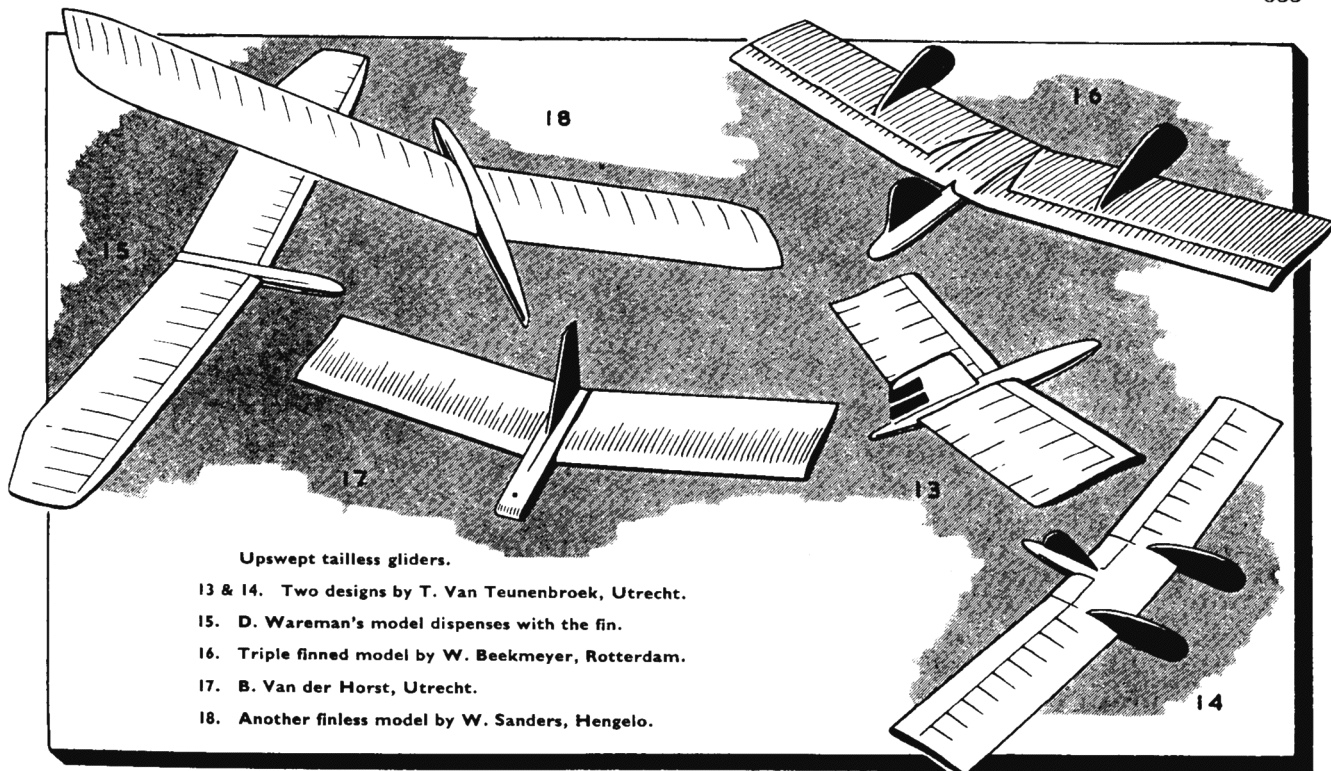 18
16
15
17
13
14
Upswept tailless gliders.
13 & 14. Two designs by T. Van Teunenbroek, Utrecht.
15. D. Wareman's model dispenses with the fin.
16. Triple finned model by W. Beekmeyer, Rotterdam.
17. B. Van der Horst, Utrecht.
18. Another finless model by W. Sanders, Hengelo.